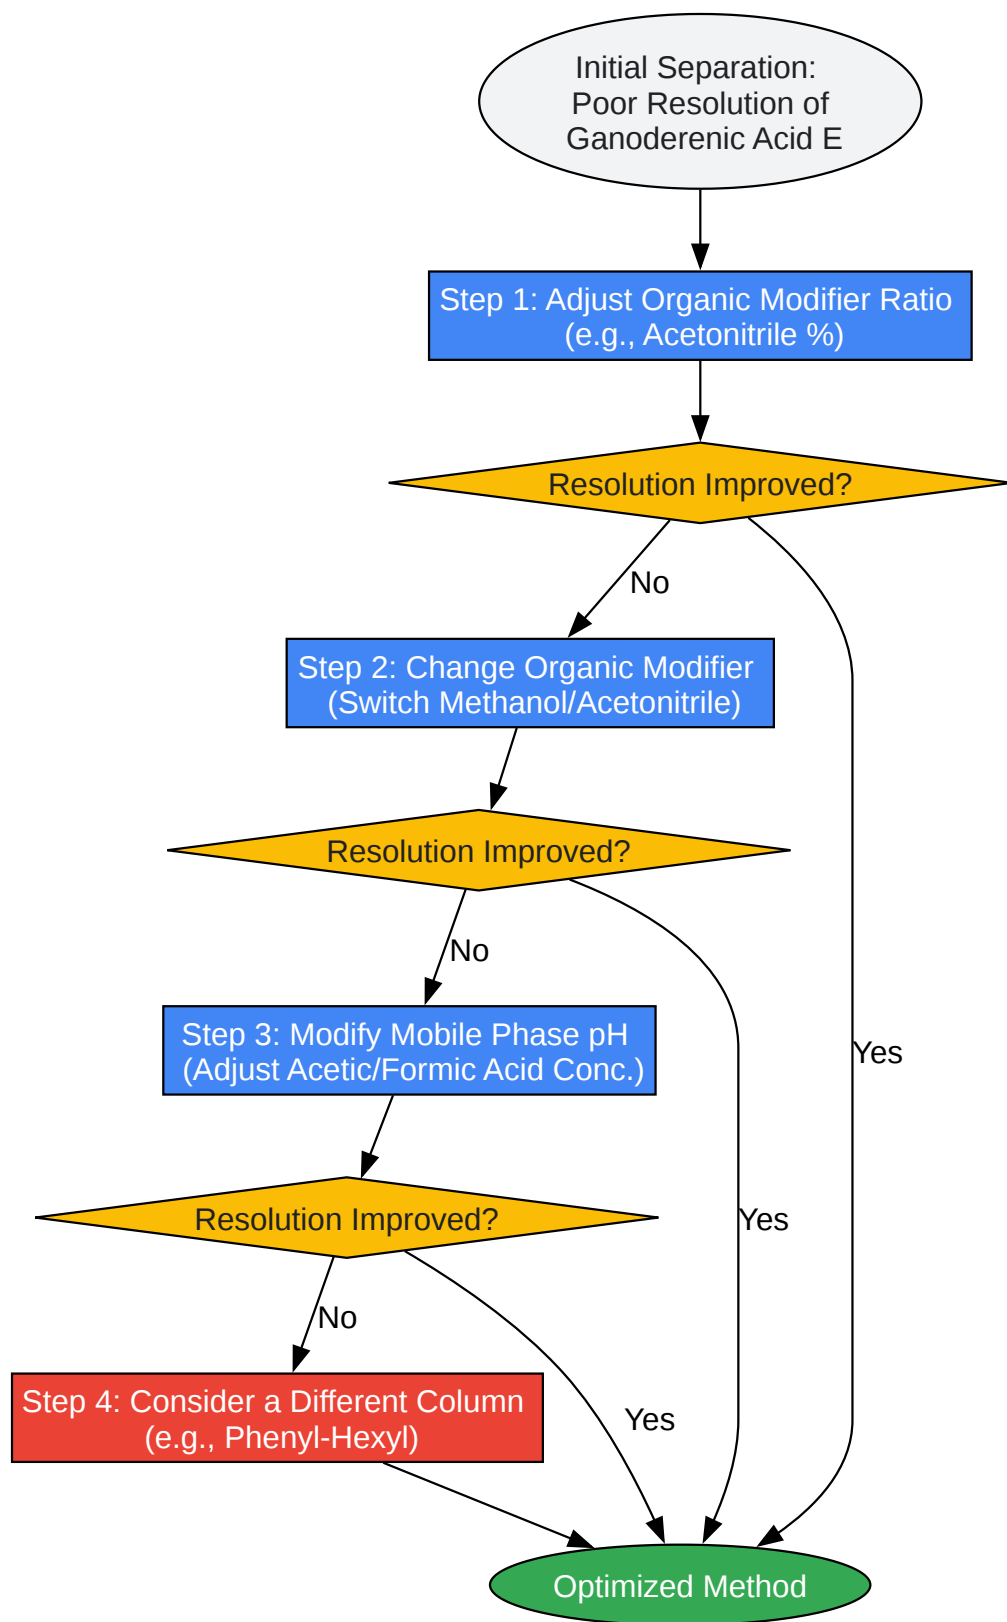 Initial Separation:
Poor Resolution of
Ganoderenic Acid E
Step 1: Adjust Organic Modifier Ratio
(e.g., Acetonitrile %)
Resolution Improved?
No
Step 2: Change Organic Modifier
(Switch Methanol/Acetonitrile)
Resolution Improved?
No
Step 3: Modify Mobile Phase pH
(Adjust Acetic/Formic Acid Conc.)
Yes
Resolution Improved?
Yes
No
Step 4: Consider a Different Column
(e.g., Phenyl-Hexyl)
Yes
Optimized Method